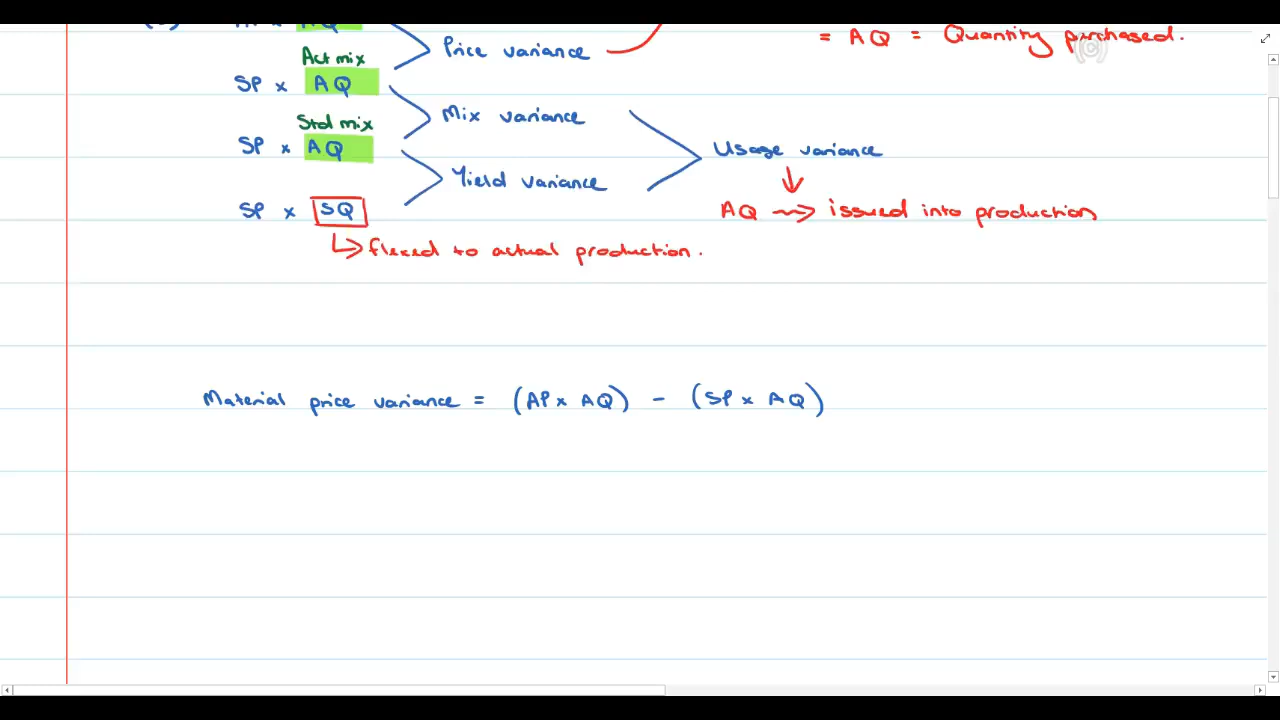 = AQ = Quantity purchased.
Price variance
Act mix
SP x AQ
Mix variance
Std mix
SP x AQ
Usage variance
Yield variance
SP x SQ
AQ → issued into production
flexed to actual production.
Material price variance = (AP x AQ) - (SP x AQ)